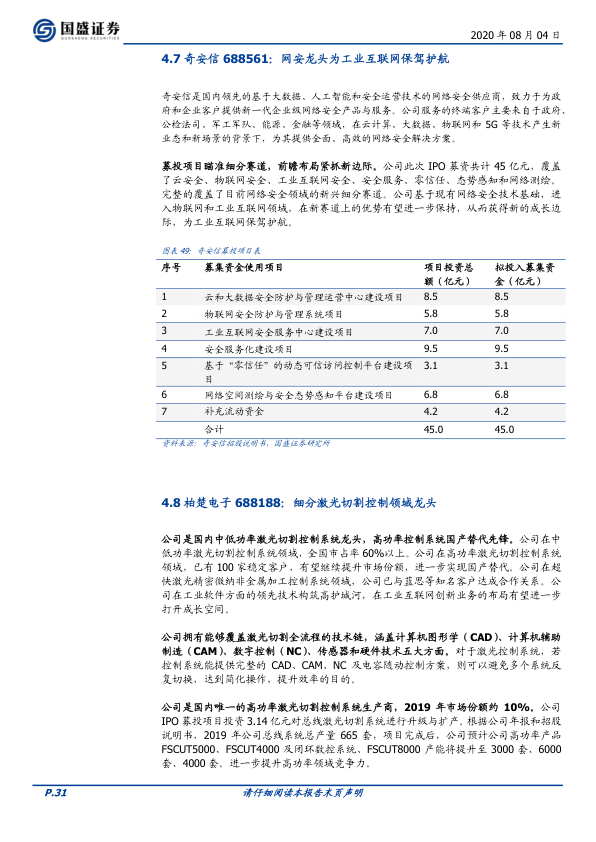 国盛证券
GUOSHENG SECURITIES
2020 年 08 月 04 日
4.7 奇安信 688561：网安龙头为工业互联网保驾护航
奇安信是国内领先的基于大数据、人工智能和安全运营技术的网络安全供应商，致力于为政
府和企业客户提供新一代企业级网络安全产品与服务。公司服务的终端客户主要来自于政府、
公检法司、军工军队、能源、金融等领域，在云计算、大数据、物联网和 5G 等技术产生新
业态和新场景的背景下，为其提供全面、高效的网络安全解决方案。
募投项目瞄准细分赛道，前瞻布局紧抓新边际。公司此次 IPO 募资共计 45 亿元，覆盖
了云安全、物联网安全、工业互联网安全、安全服务、零信任、态势感知和网络测绘。
完整的覆盖了目前网络安全领域的新兴细分赛道。公司基于现有网络安全技术基础，进
入物联网和工业互联网领域，在新赛道上的优势有望进一步保持，从而获得新的成长边
际，为工业互联网保驾护航。
图表 49：奇安信募投项目表
序号 募集资金使用项目 项目投资总 拟投入募集资
额（亿元） 金（亿元）
1 云和大数据安全防护与管理运营中心建设项目 8.5 8.5
2 物联网安全防护与管理系统项目 5.8 5.8
3 工业互联网安全服务中心建设项目 7.0 7.0
4 安全服务化建设项目 9.5 9.5
5 基于“零信任”的动态可信访问控制平台建设项 3.1 3.1
目
6 网络空间测绘与安全态势感知平台建设项目 6.8 6.8
7 补充流动资金 4.2 4.2
合计 45.0 45.0
资料来源：奇安信招股说明书，国盛证券研究所
4.8 柏楚电子 688188：细分激光切割控制领域龙头
公司是国内中低功率激光切割控制系统龙头，高功率控制系统国产替代先锋。公司在中
低功率激光切割控制系统领域，全国市占率 60%以上。公司在高功率激光切割控制系统
领域，已有 100 家稳定客户，有望继续提升市场份额，进一步实现国产替代。公司在超
快激光精密微纳非金属加工控制系统领域，公司已与蓝思等知名客户达成合作关系。公
司在工业软件方面的领先技术构筑高护城河，在工业互联网创新业务的布局有望进一步
打开成长空间。
公司拥有能够覆盖激光切割全流程的技术链，涵盖计算机图形学（CAD）、计算机辅助
制造（CAM）、数字控制（NC）、传感器和硬件技术五大方面。对于激光控制系统，若
控制系统能提供完整的 CAD、CAM、NC 及电容随动控制方案，则可以避免多个系统反
复切换，达到简化操作，提升效率的目的。
公司是国内唯一的高功率激光切割控制系统生产商，2019 年市场份额约 10%。公司
IPO 募投项目投资 3.14 亿元对总线激光切割系统进行升级与扩产。根据公司年报和招股
说明书，2019 年公司总线系统总产量 665 套，项目完成后，公司预计公司高功率产品
FSCUT5000、FSCUT4000 及闭环数控系统、FSCUT8000 产能将提升至 3000 套、6000
套、4000 套。进一步提升高功率领域竞争力。
P.31 请仔细阅读本报告末页声明